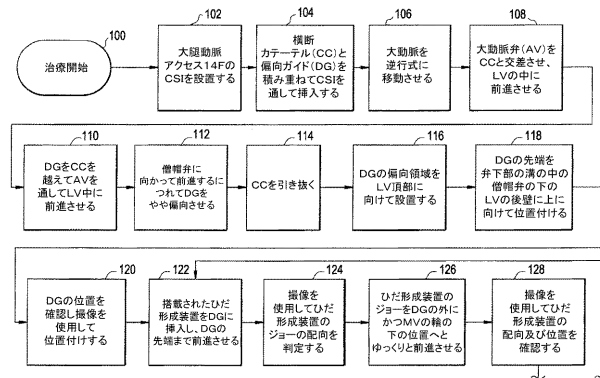 100
治療開始
102
大腿動脈
アクセス14Fの
CSIを設置する
104
横断
カテーテル(CC)と
偏向ガイド(DG)を
積み重ねてCSIを
通して挿入する
106
大動脈を
逆行式に
移動させる
108
大動脈弁(AV)を
CCと交差させ、
LVの中に
前進させる
110
DGをCCを
越えてAVを
通してLV中に
前進させる
112
僧帽弁に
向かって前進するに
つれてDGを
やや偏向させる
114
CCを引き抜く
116
DGの偏向領域を
LV頂部に
向けて設置する
118
DGの先端を
弁下部の溝の中の
僧帽弁の下の
LVの後壁に上に
向けて位置付ける
120
DGの位置を
確認し撮像を
使用して
位置付けする
122
搭載されたひだ
形成装置をDGに
挿入し、DGの
先端まで前進させる
124
撮像を
使用してひだ
形成装置の
ジョーの配向を
判定する
126
ひだ形成装置の
ジョーをDGの外に
かつMVの輪の
下の位置へと
ゆっくりと前進させる
128
撮像を
使用してひだ
形成装置の
配向及び位置を
確認する